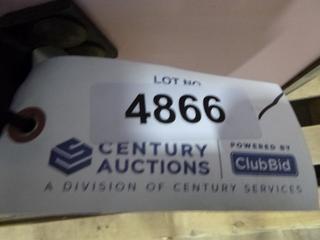 LOT NO.
4866
CENTURY AUCTIONS
POWERED BY
ClubBid
A DIVISION OF CENTURY SERVICES